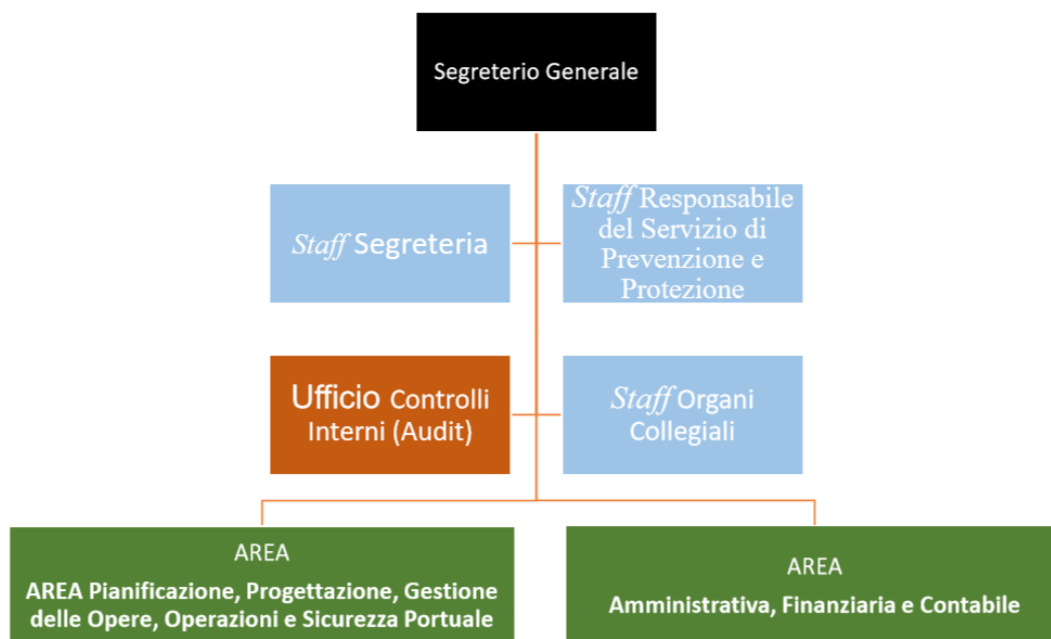 Segreterio Generale
Staff Segreteria
Staff Responsabile
del Servizio di
Prevenzione e
Protezione
Ufficio Controlli
Interni (Audit)
Staff Organi
Collegiali
AREA
AREA Pianificazione, Progettazione, Gestione
delle Opere, Operazioni e Sicurezza Portuale
AREA
Amministrativa, Finanziaria e Contabile